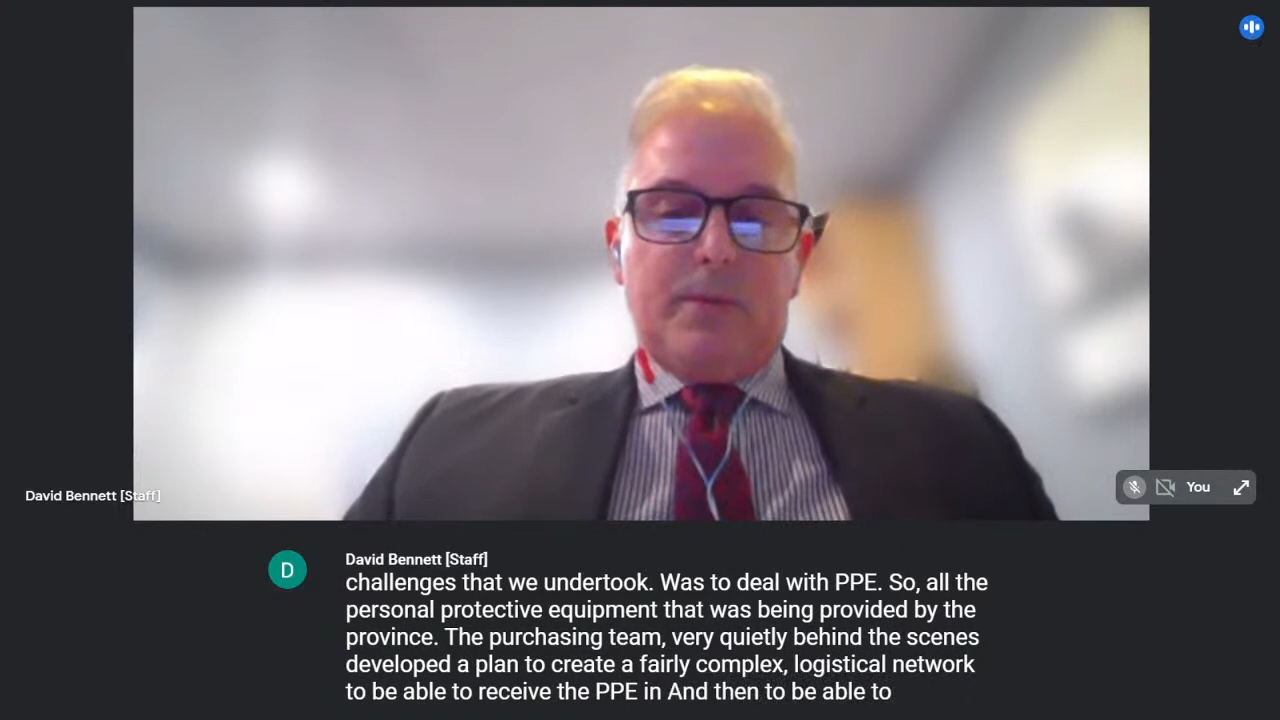 David Bennett [Staff]
You
D
David Bennett [Staff]
challenges that we undertook. Was to deal with PPE. So, all the
personal protective equipment that was being provided by the
province. The purchasing team, very quietly behind the scenes
developed a plan to create a fairly complex, logistical network
to be able to receive the PPE in And then to be able to